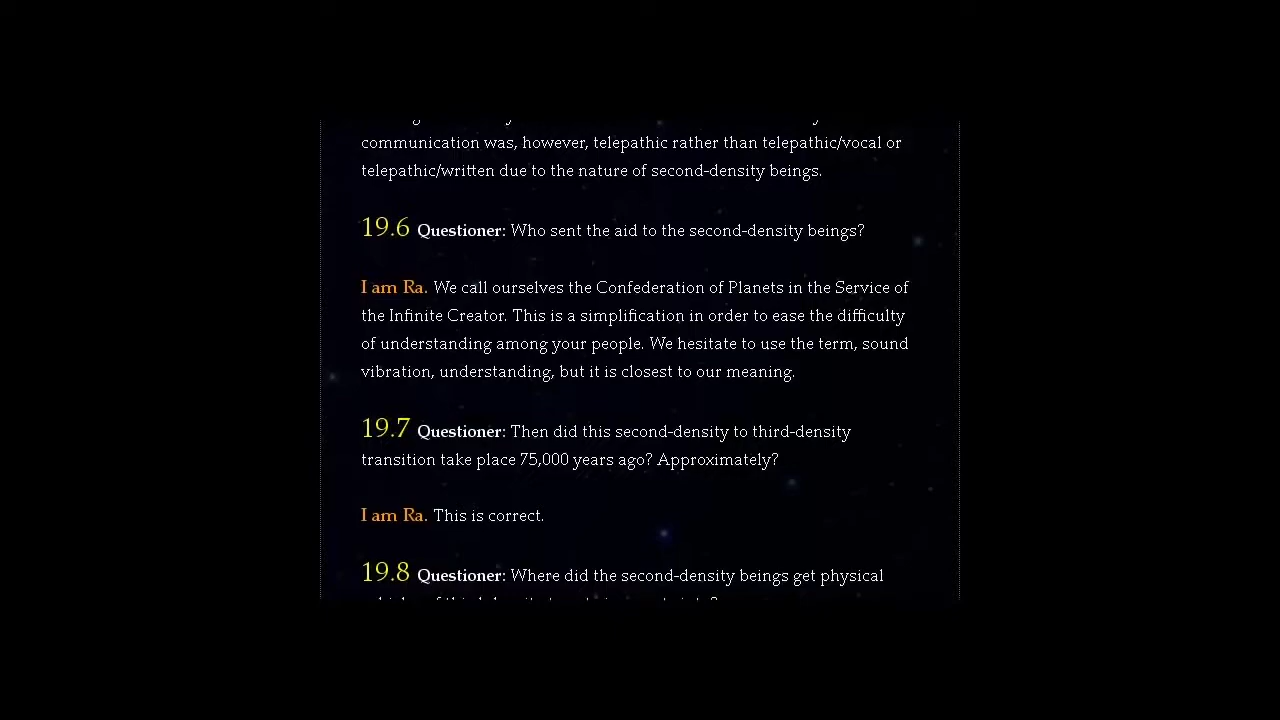 communication was, however, telepathic rather than telepathic/vocal or
telepathic/written due to the nature of second-density beings.
19.6 Questioner: Who sent the aid to the second-density beings?
I am Ra. We call ourselves the Confederation of Planets in the Service of
the Infinite Creator. This is a simplification in order to ease the difficulty
of understanding among your people. We hesitate to use the term, sound
vibration, understanding, but it is closest to our meaning.
19.7 Questioner: Then did this second-density to third-density
transition take place 75,000 years ago? Approximately?
I am Ra. This is correct.
19.8 Questioner: Where did the second-density beings get physical